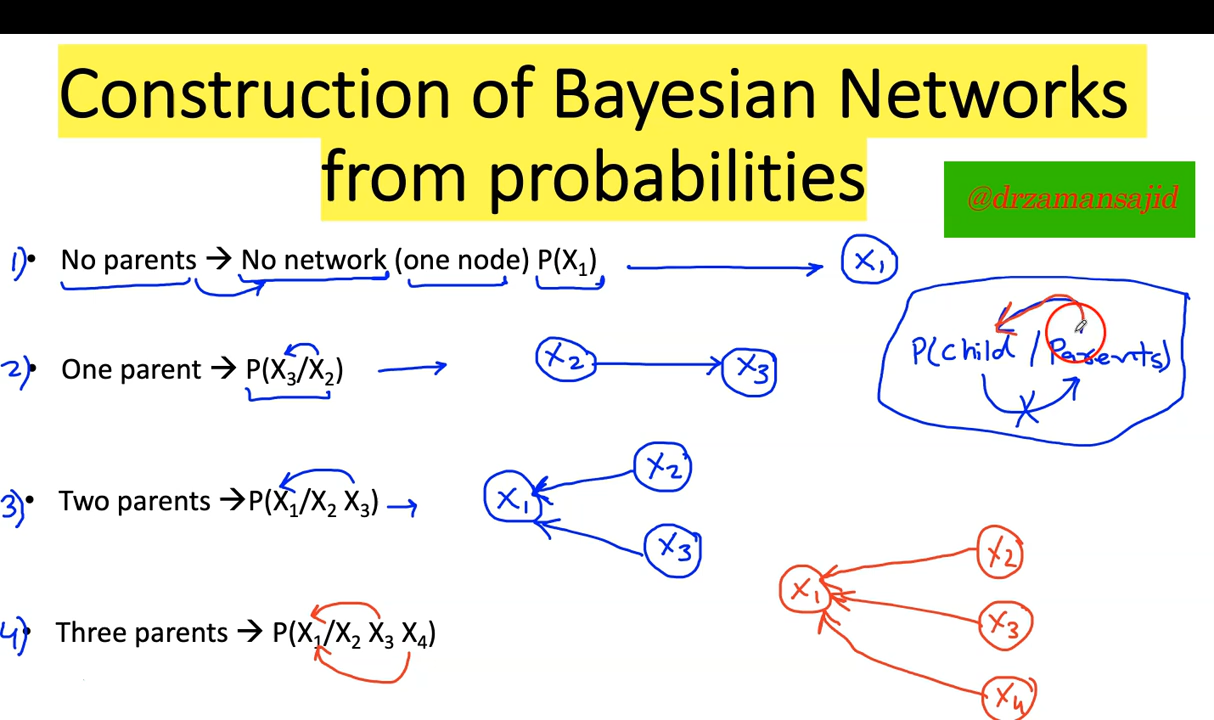 Construction of Bayesian Networks
from probabilities
@drzamansajid
1) • No parents → No network (one node) P(X₁) X₁
P(child / Parents)
2) • One parent → P(X₃/X₂) X₂ X₃
3) • Two parents →P(X₁/X₂ X₃) → X₁ X₂
X₃
4) • Three parents → P(X₁/X₂ X₃ X₄) X₁ X₂
X₃
X₄